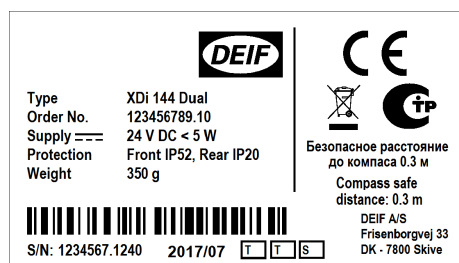 DEIF
Type XDi 144 Dual
Order No. 123456789.10
Supply 24 V DC < 5 W
Protection Front IP52, Rear IP20
Weight 350 g
S/N: 1234567.1240 2017/07 T T S
CE
TP
Безопасное расстояние
до компаса 0.3 м
Compass safe
distance: 0.3 m
DEIF A/S
Frisenborgvej 33
DK - 7800 Skive